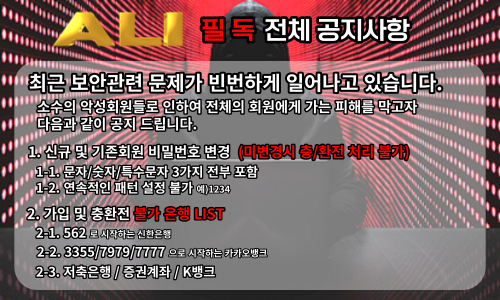 ALI 필 독 전체 공지사항
최근 보안관련 문제가 빈번하게 일어나고 있습니다.
소수의 악성회원들로 인하여 전체의 회원에게 가는 피해를 막고자
다음과 같이 공지 드립니다.
1. 신규 및 기존회원 비밀번호 변경 (미변경시 충/환전 처리 불가)
1-1. 문자/숫자/특수문자 3가지 전부 포함
1-2. 연속적인 패턴 설정 불가 예)1234
2. 가입 및 충환전 불가 은행 LIST
2-1. 562 로 시작하는 신한은행
2-2. 3355/7979/7777 으로 시작하는 카카오뱅크
2-3. 저축은행 / 증권계좌 / K뱅크